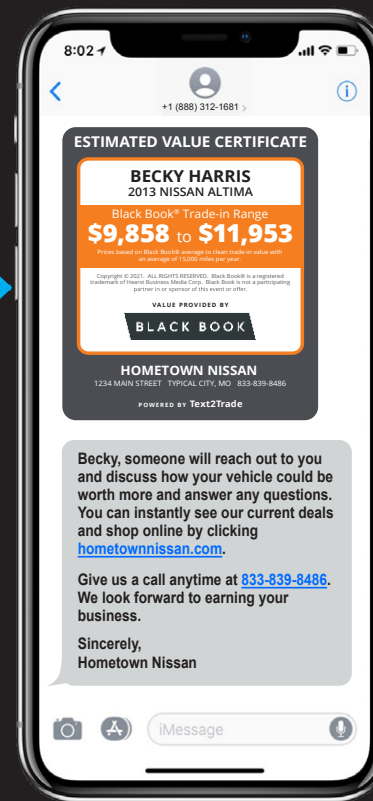 8:02
+1 (888) 312-1681 >
ESTIMATED VALUE CERTIFICATE
BECKY HARRIS
2013 NISSAN ALTIMA
Black Book® Trade-in Range
$9,858 to $11,953
Prices based on Black Book® average to clean trade-in value with
an average of 15,000 miles per year.
Copyright © 2021. ALL RIGHTS RESERVED. Black Book® is a registered
trademark of Hearst Business Media Corp. Black Book is not a participating
partner in or sponsor of this event or offer.
VALUE PROVIDED BY
BLACK BOOK
HOMETOWN NISSAN
1234 MAIN STREET TYPICAL CITY, MO 833-839-8486
POWERED BY Text2Trade
Becky, someone will reach out to you
and discuss how your vehicle could be
worth more and answer any questions.
You can instantly see our current deals
and shop online by clicking
hometownnissan.com.
Give us a call anytime at 833-839-8486.
We look forward to earning your
business.
Sincerely,
Hometown Nissan
iMessage